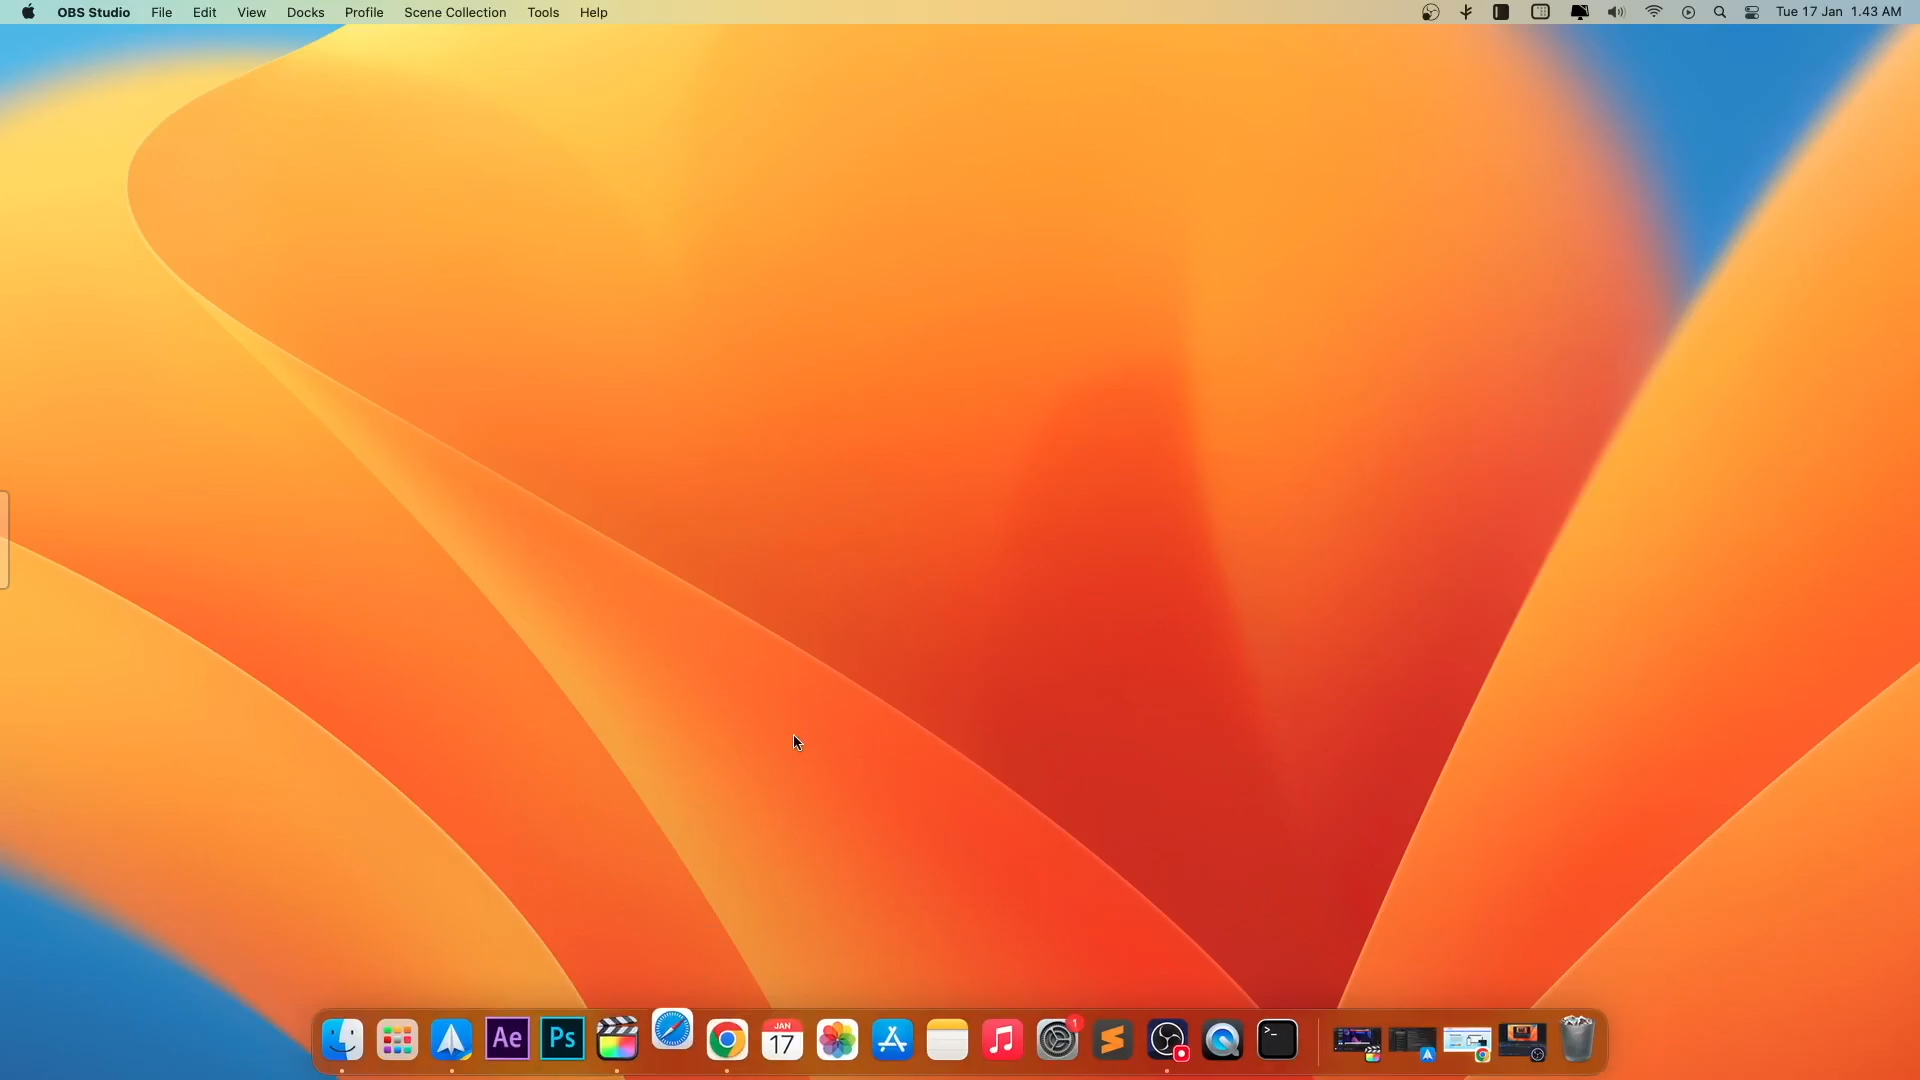 OBS Studio File Edit View Docks Profile Scene Collection Tools Help Tue 17 Jan 1.43 AM
1
Ae Ps JAN
17 >_